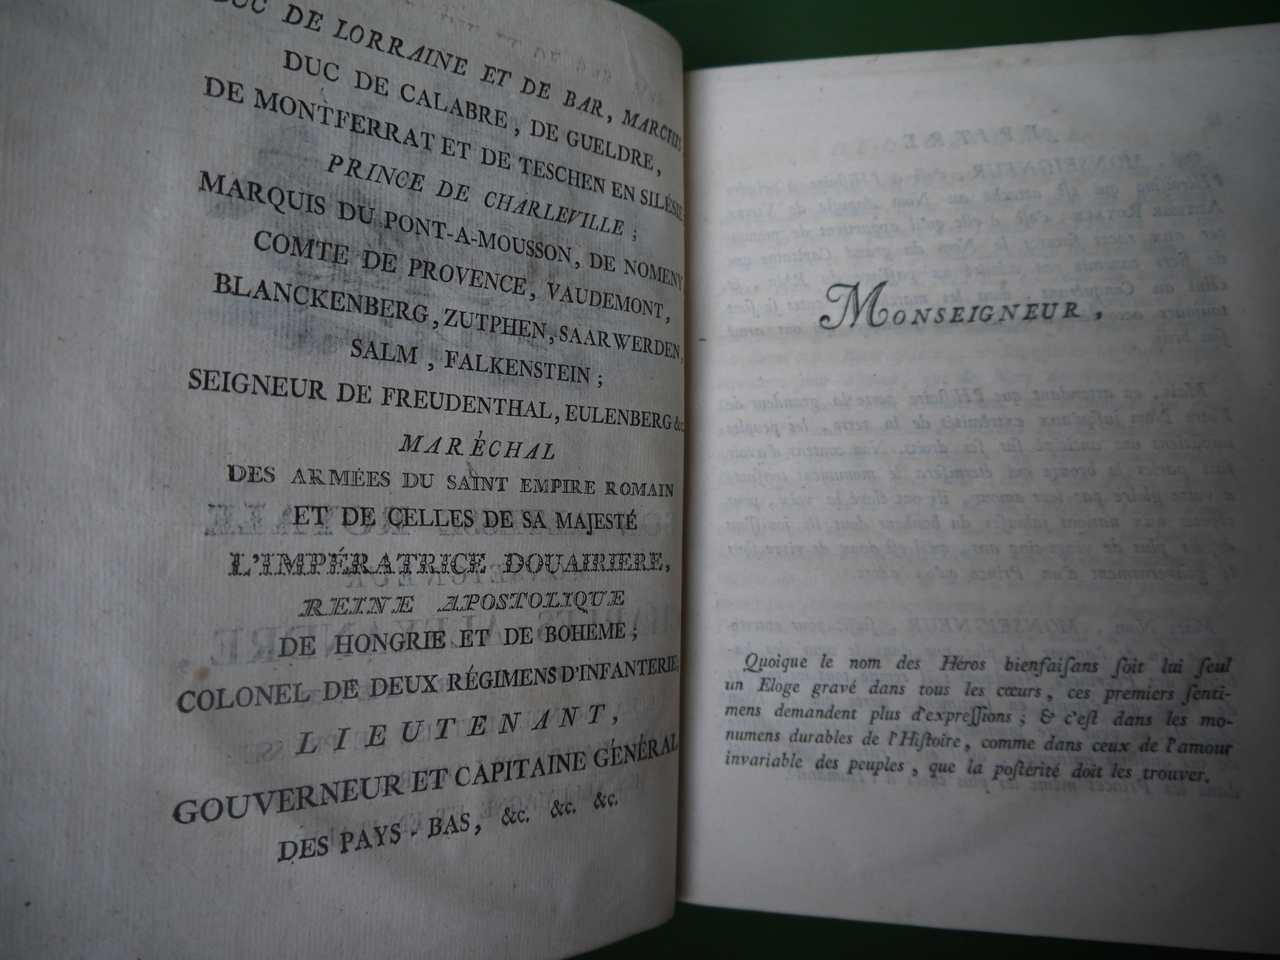 DUC DE LORRAINE ET DE BAR, MARCHIS
DUC DE CALABRE, DE GUELDRE,
DE MONTFERRAT ET DE TESCHEN EN SILÉSIE
PRINCE DE CHARLEVILLE;
MARQUIS DU PONT-A-MOUSSON, DE NOMENY
COMTE DE PROVENCE, VAUDEMONT,
BLANCKENBERG, ZUTPHEN, SAARWERDEN,
SALM, FALKENSTEIN;
SEIGNEUR DE FREUDENTHAL, EULENBERG &c.
MARÉCHAL
DES ARMÉES DU SAINT EMPIRE ROMAIN
ET DE CELLES DE SA MAJESTÉ
L'IMPÉRATRICE DOUAIRIERE,
REINE APOSTOLIQUE
DE HONGRIE ET DE BOHEME;
COLONEL DE DEUX RÉGIMENS D'INFANTERIE;
LIEUTENANT,
GOUVERNEUR ET CAPITAINE GÉNÉRAL
DES PAYS-BAS, &c. &c. &c.
MONSEIGNEUR,
Quoique le nom des Héros bienfaiſans ſoit lui ſeul
un Eloge gravé dans tous les cœurs, ces premiers ſenti-
mens demandent plus d'expreſſions; & c'eſt dans les mo-
numens durables de l'Hiſtoire, comme dans ceux de l'amour
invariable des peuples, que la poſtérité doit les trouver.